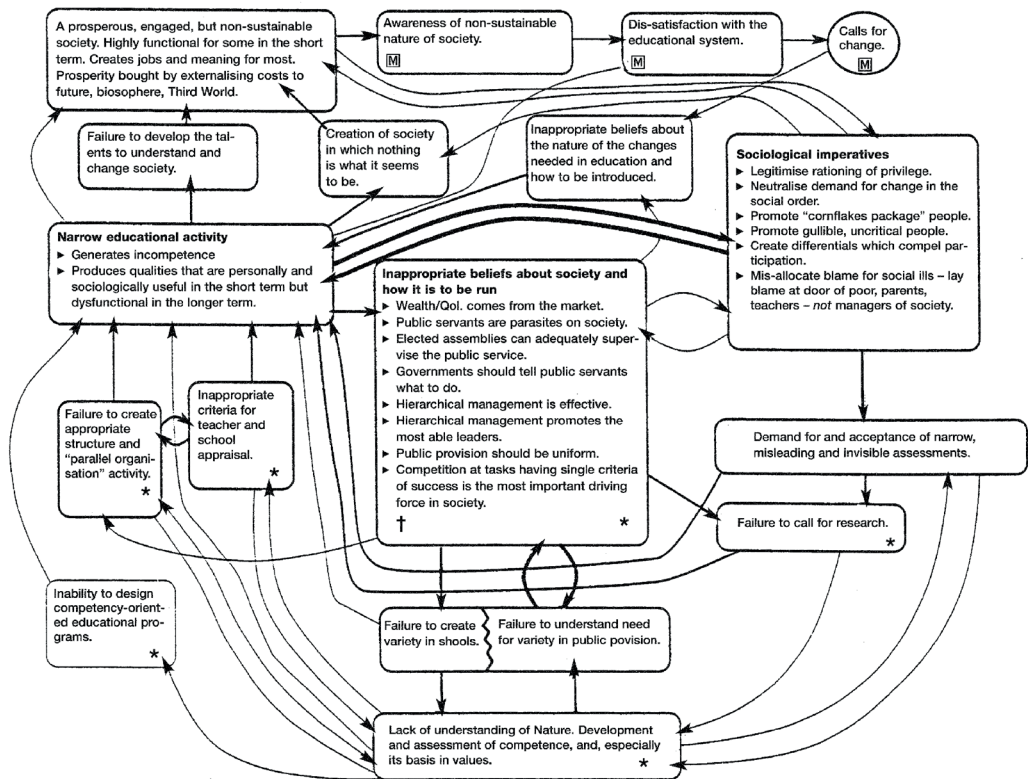 A prosperous, engaged, but non-sustainable
society. Highly functional for some in the short
term. Creates jobs and meaning for most.
Prosperity bought by externalising costs to
future, biosphere, Third World.
Awareness of non-sustainable
nature of society.
M
Dis-satisfaction with the
educational system.
M
Calls for
change.
M
Failure to develop the tal-
ents to understand and
change society.
Creation of society
in which nothing
is what it seems
to be.
Inappropriate beliefs about
the nature of the changes
needed in education and
how to be introduced.
Sociological imperatives
► Legitimise rationing of privilege.
► Neutralise demand for change in the
social order.
► Promote “cornflakes package” people.
► Promote gullible, uncritical people.
► Create differentials which compel par-
ticipation.
► Mis-allocate blame for social ills – lay
blame at door of poor, parents,
teachers – not managers of society.
Narrow educational activity
► Generates incompetence
► Produces qualities that are personally and
sociologically useful in the short term but
dysfunctional in the longer term.
Inappropriate beliefs about society and
how it is to be run
► Wealth/Qol. comes from the market.
► Public servants are parasites on society.
► Elected assemblies can adequately super-
vise the public service.
► Governments should tell public servants
what to do.
► Hierarchical management is effective.
► Hierarchical management promotes the
most able leaders.
► Public provision should be uniform.
► Competition at tasks having single criteria
of success is the most important driving
force in society.
† *
Failure to create
appropriate
structure and
“parallel organi-
sation” activity.
*
Inappropriate
criteria for
teacher and
school
appraisal.
*
Demand for and acceptance of narrow,
misleading and invisible assessments.
Failure to call for research.
*
Inability to design
competency-orient-
ed educational pro-
grams.
*
Failure to create
variety in shools.
Failure to understand need
for variety in public povision.
Lack of understanding of Nature. Development
and assessment of competence, and, especially
its basis in values.
*